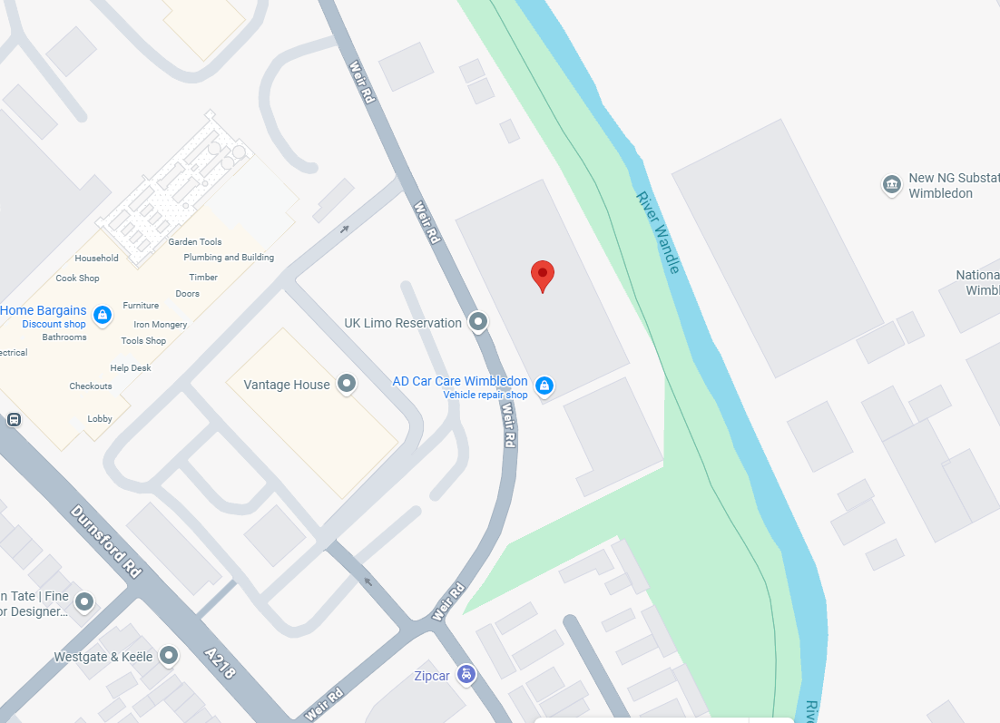 Weir Rd
New NG Substat
Wimbledon
River Wandle
Weir Rd
Garden Tools
Household
Plumbing and Building
Cook Shop
Timber
Nationa
Wimbl
Doors
Furniture
Home Bargains
Discount shop
Iron Mongery
Bathrooms
UK Limo Reservation
Tools Shop
ectrical
Help Desk
Checkouts
Vantage House
AD Car Care Wimbledon
Vehicle repair shop
Lobby
Weir Rd
Durnsford Rd
n Tate | Fine
or Designer...
Weir Rd
Westgate & Keële
A218
Zipcar
Weir Rd
Rive